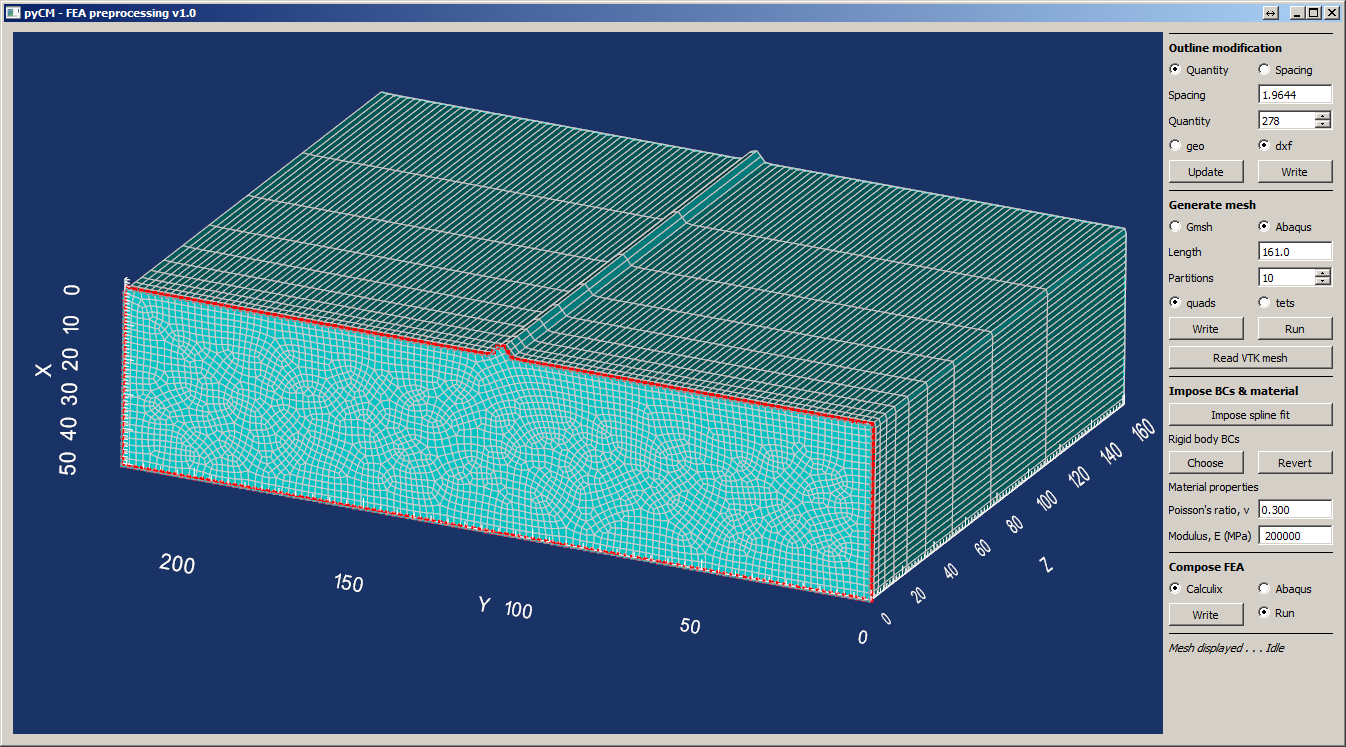 pyCM - FEA preprocessing v1.0
Outline modification
Quantity Spacing
Spacing 1.9644
Quantity 278
geo dxf
Update Write
Generate mesh
Gmsh Abaqus
Length 161.0
Partitions 10
quads tets
Write Run
Read VTK mesh
Impose BCs & material
Impose spline fit
Rigid body BCs
Choose Revert
Material properties
Poisson's ratio, ν 0.300
Modulus, E (MPa) 200000
Compose FEA
Calculix Abaqus
Write Run
Mesh displayed . . . Idle
X
0
10
20
30
40
50
200 150 Y 100 50 0
0 20 40 60 80 100 120 140 160
Z